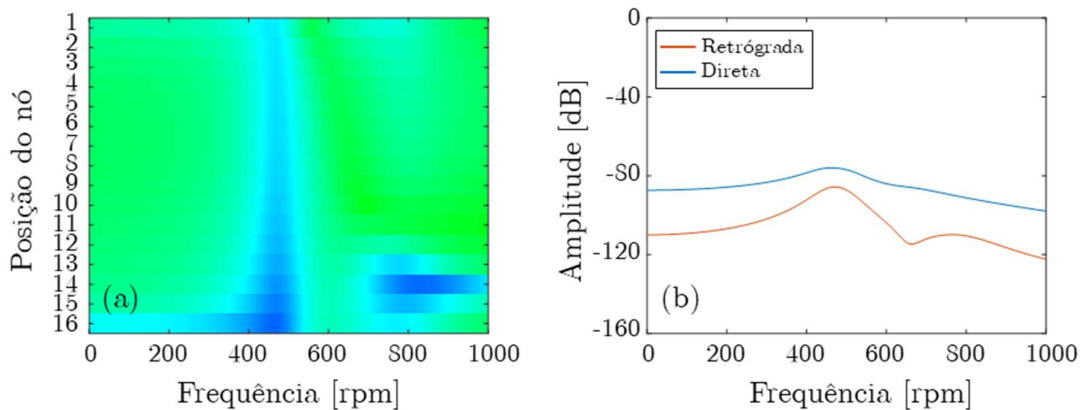 Posição do nó
1
2
3
4
5
6
7
8
9
10
11
12
13
14
15
16
(a)
0 200 400 600 800 1000
Frequência [rpm]
Amplitude [dB]
0
-40
-80
-120
-160
Retrógrada
Direta
(b)
0 200 400 600 800 1000
Frequência [rpm]